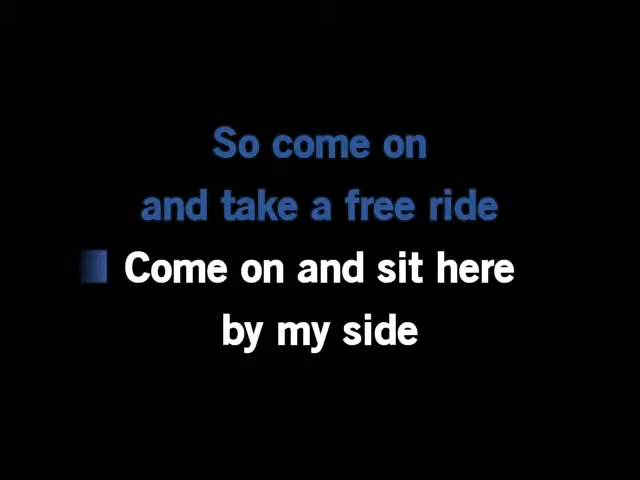 So come on
and take a free ride
Come on and sit here
by my side